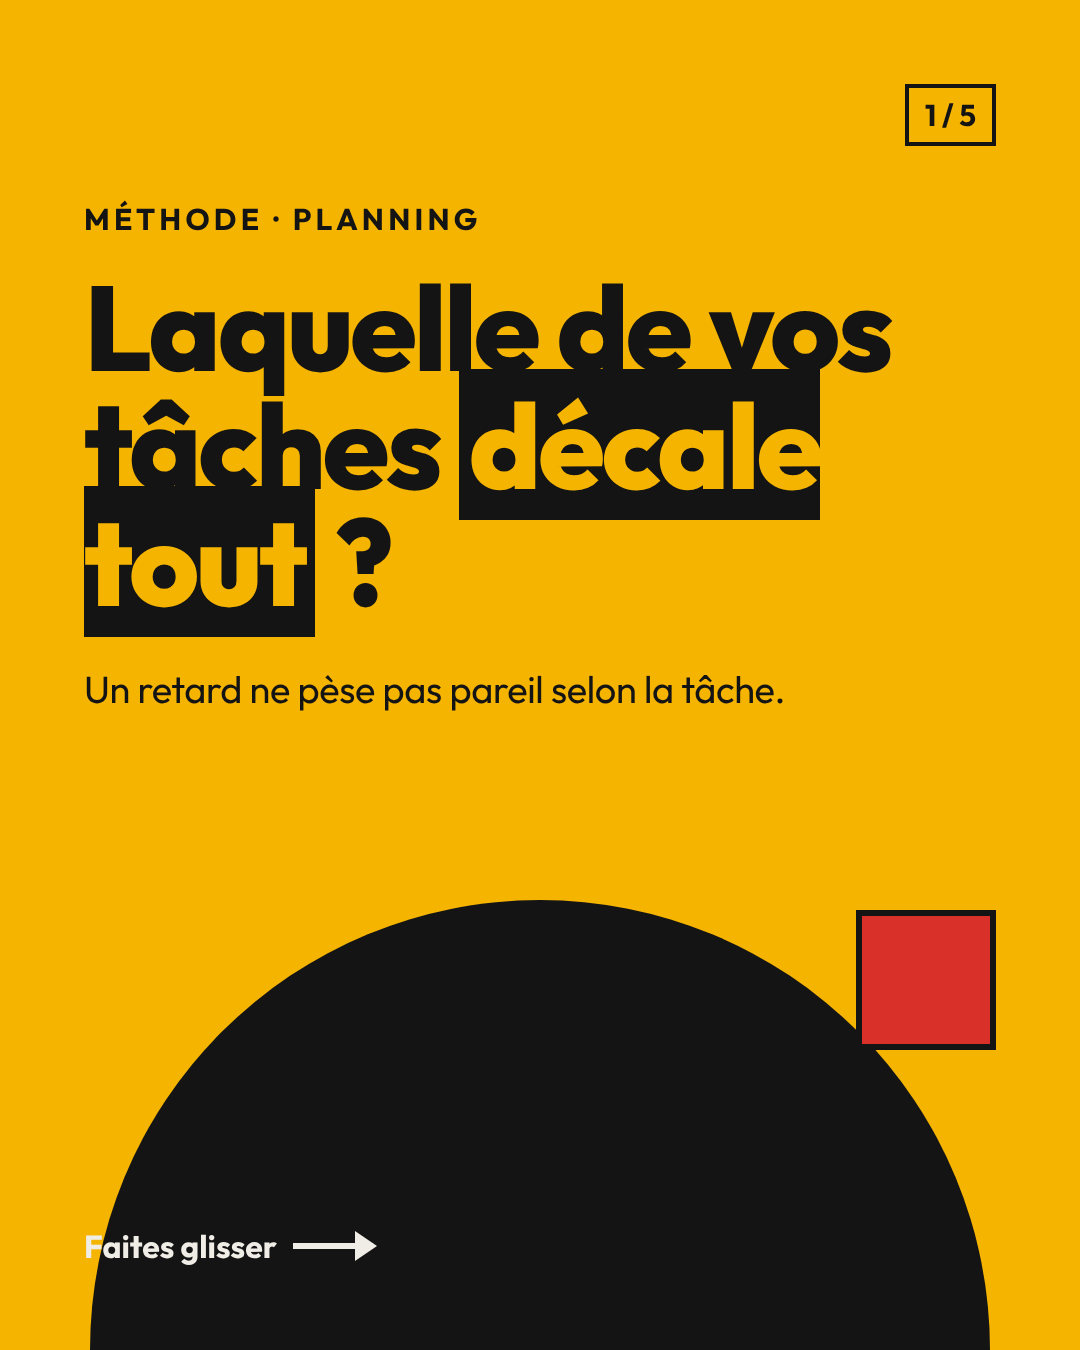 1/5
MÉTHODE · PLANNING
Laquelle de vos
tâches décale
tout ?
Un retard ne pèse pas pareil selon la tâche.
Faites glisser